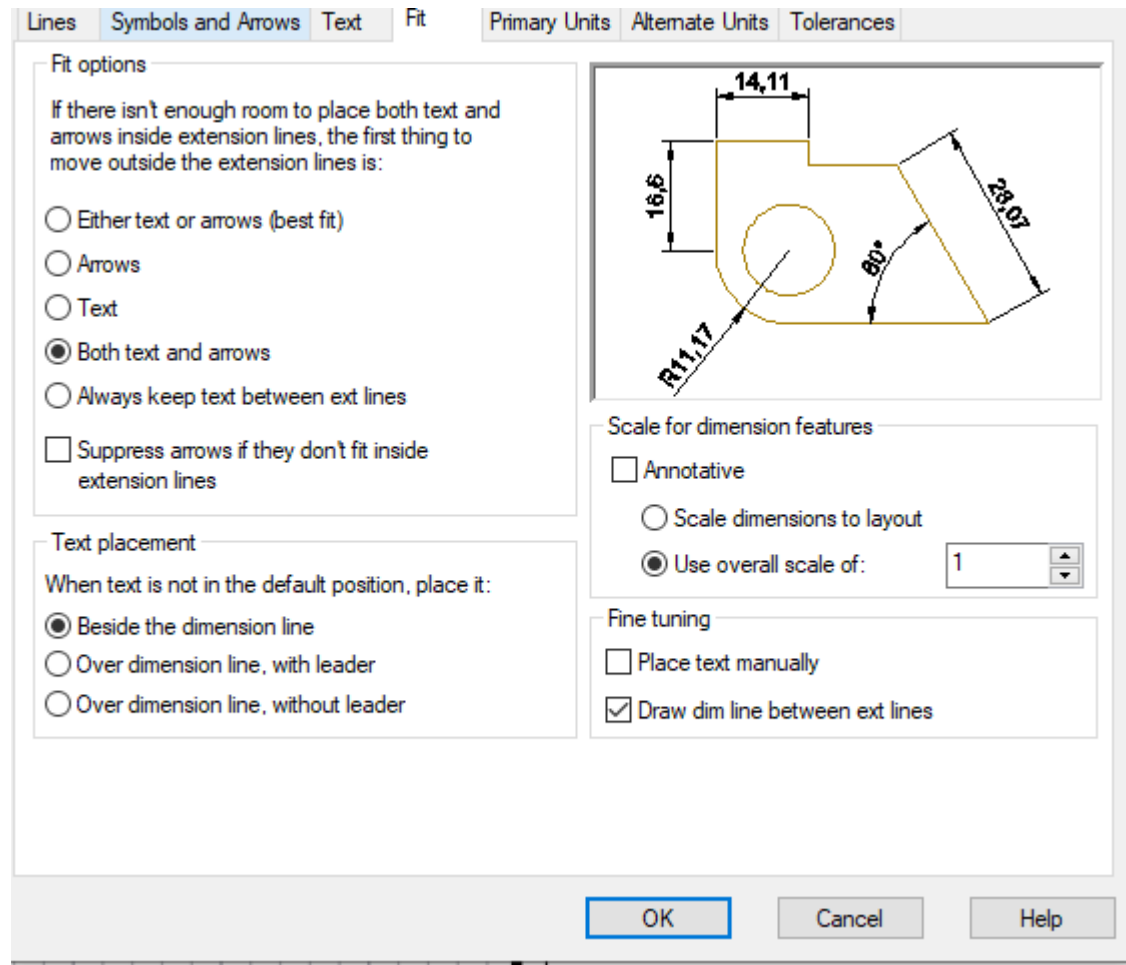 Lines Symbols and Arrows Text Fit Primary Units Alternate Units Tolerances
Fit options
If there isn't enough room to place both text and
arrows inside extension lines, the first thing to
move outside the extension lines is:
Either text or arrows (best fit)
Arrows
Text
Both text and arrows
Always keep text between ext lines
Suppress arrows if they don't fit inside
extension lines
Text placement
When text is not in the default position, place it:
Beside the dimension line
Over dimension line, with leader
Over dimension line, without leader
14,11
16,6
28,07
60°
R11,17
Scale for dimension features
Annotative
Scale dimensions to layout
Use overall scale of: 1
Fine tuning
Place text manually
Draw dim line between ext lines
OK Cancel Help